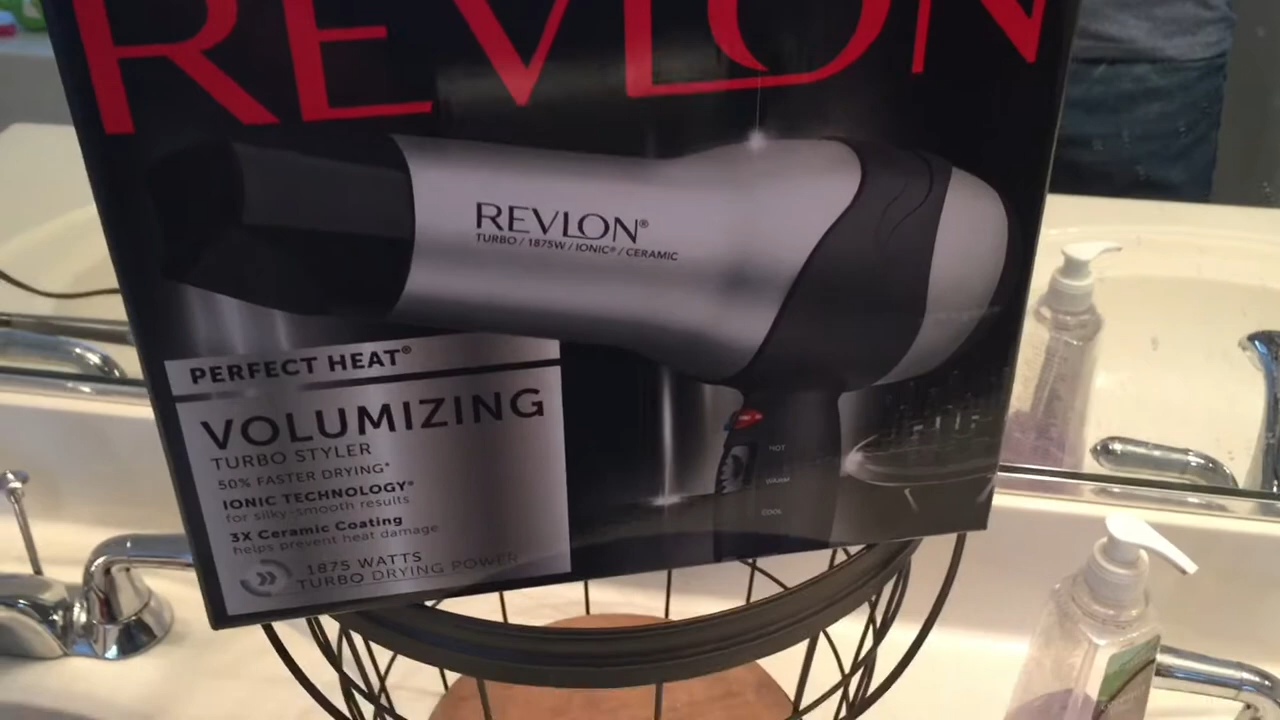 REVLON
REVLON®
TURBO / 1875W / IONIC® / CERAMIC
PERFECT HEAT®
VOLUMIZING
TURBO STYLER
50% FASTER DRYING*
IONIC TECHNOLOGY®
for silky-smooth results
3X Ceramic Coating
helps prevent heat damage
1875 WATTS
TURBO DRYING POWER
HOT
WARM
COOL